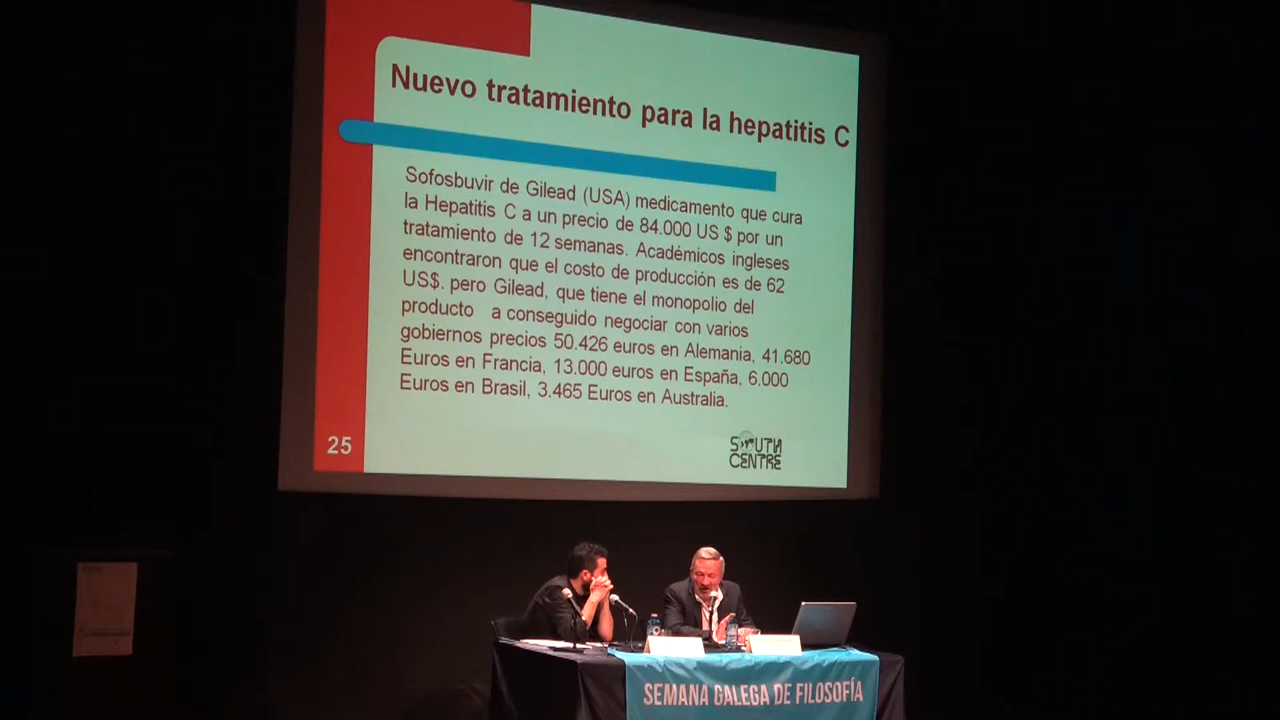 Nuevo tratamiento para la hepatitis C
Sofosbuvir de Gilead (USA) medicamento que cura
la Hepatitis C a un precio de 84.000 US $ por un
tratamiento de 12 semanas. Académicos ingleses
encontraron que el costo de producción es de 62
US$. pero Gilead, que tiene el monopolio del
producto a conseguido negociar con varios
gobiernos precios 50.426 euros en Alemania, 41.680
Euros en Francia, 13.000 euros en España, 6.000
Euros en Brasil, 3.465 Euros en Australia.
25
SOUTH
CENTRE
SEMANA GALEGA DE FILOSOFÍA